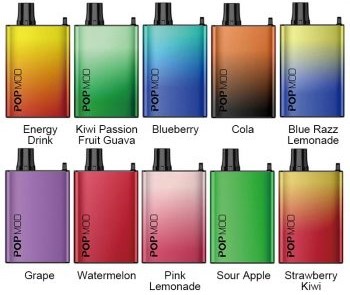 POP MOD
POP MOD
POP MOD
POP MOD
POP MOD
Energy
Drink
Kiwi Passion
Fruit Guava
Blueberry
Cola
Blue Razz
Lemonade
POP MOD
POP MOD
POP MOD
POP MOD
POP MOD
Grape
Watermelon
Pink
Lemonade
Sour Apple
Strawberry
Kiwi